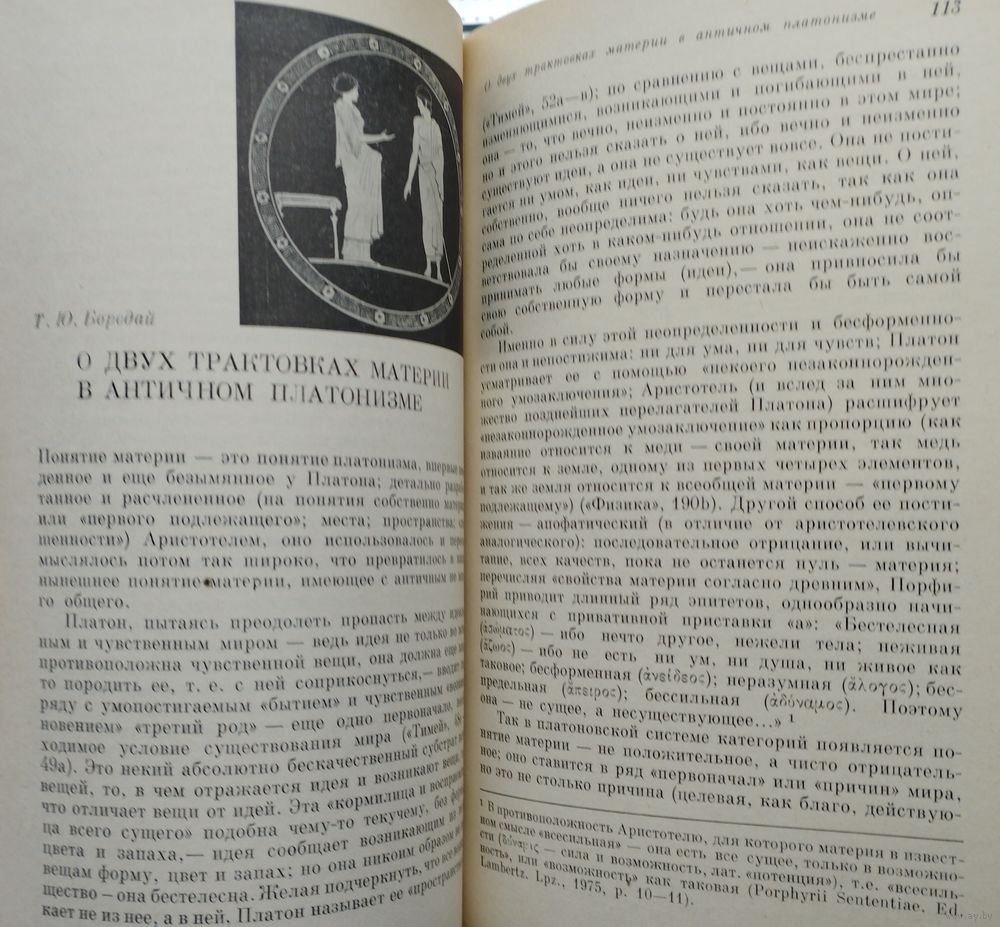 Т. Ю. Бородай
О ДВУХ ТРАКТОВКАХ МАТЕРИИ
В АНТИЧНОМ ПЛАТОНИЗМЕ
Понятие материи — это понятие платонизма, впервые
денное и еще безымянное у Платона; детально
танное и расчлененное (на понятия собственно
или «первого подлежащего»; места; пространства;
щенности») Аристотелем, оно использовалось и
мыслялось потом так широко, что превратилось в
нынешнее понятие материи, имеющее с античным не
го общего.
Платон, пытаясь преодолеть пропасть между
ным и чувственным миром — ведь идея не только не
противоположна чувственной вещи, она должна еще
то породить ее, т. е. с ней соприкоснуться,— вводит
ряду с умопостигаемым «бытием» и чувственным
новением» «третий род» — еще одно первоначало,
ходимое условие существования мира («Тимей»,
49а). Это некий абсолютно бескачественный субстрат
вещей, то, в чем отражается идея и возникают вещи,
что отличает вещи от идей. Эта «кормилица и
ца всего сущего» подобна чему-то текучему, без
цвета и запаха,— идея сообщает возникающим из
вещам форму, цвет и запах; но она никоим образом не
щество — она бестелесна. Желая подчеркнуть, что все
кает не из нее, а в ней, Платон называет ее
О двух трактовках материи в античном платонизме 113
(«Тимей», 52а—в); по сравнению с вещами, беспрестанно
изменяющимися, возникающими и погибающими в ней,
она — то, что вечно, неизменно и постоянно в этом мире;
но и этого нельзя сказать о ней, ибо вечно и неизменно
существуют идеи, а она не существует вовсе. Она не пости-
гается ни умом, как идеи, ни чувствами, как вещи. О ней,
собственно, вообще ничего нельзя сказать, так как она
сама по себе неопределима: будь она хоть чем-нибудь, оп-
ределенной хоть в каком-нибудь отношении, она не соот-
ветствовала бы своему назначению — неискаженно вос-
принимать любые формы (идеи),— она привносила бы
свою собственную форму и перестала бы быть самой
собой.
Именно в силу этой неопределенности и бесформенно-
сти она и непостижима: ни для ума, ни для чувств; Платон
усматривает ее с помощью «некоего незаконнорожден-
ного умозаключения»; Аристотель (и вслед за ним мно-
жество позднейших перелагателей Платона) расшифрует
«незаконнорожденное умозаключение» как пропорцию (как
изваяние относится к меди — своей материи, так медь
относится к земле, одному из первых четырех элементов,
и так же земля относится к всеобщей материи — «первому
подлежащему») («Физика», 190b). Другой способ ее пости-
жения — апофатический (в отличие от аристотелевского
аналогического): последовательное отрицание, или вычи-
тание, всех качеств, пока не останется нуль — материя;
перечисляя «свойства материи согласно древним», Порфи-
рий приводит длинный ряд эпитетов, однообразно начи-
нающихся с привативной приставки «а»: «Бестелесная
(ἀσώματος) — ибо нечто другое, нежели тела; неживая
(ἄζωος) — ибо не есть ни ум, ни душа, ни живое как
таковое; бесформенная (ἀνείδεος); неразумная (ἄλογος); бес-
предельная (ἄπειρος); бессильная (ἀδύναμος). Поэтому
она — не сущее, а несуществующее...» ¹
Так в платоновской системе категорий появляется по-
нятие материи — не положительное, а чисто отрицатель-
ное; оно ставится в ряд «первоначал» или «причин» мира,
но это не столько причина (целевая, как благо, действую-
¹ В противоположность Аристотелю, для которого материя в извест-
ном смысле «всесильна» — она есть все сущее, только в возможно-
сти (δύναμις — сила и возможность, лат. «потенция»), т.е. «всесиль-
ность», или «возможность» как таковая (Porphyrii Sententiae. Ed.
Lambertz. Lpz., 1975, p. 10—11).
ay.by